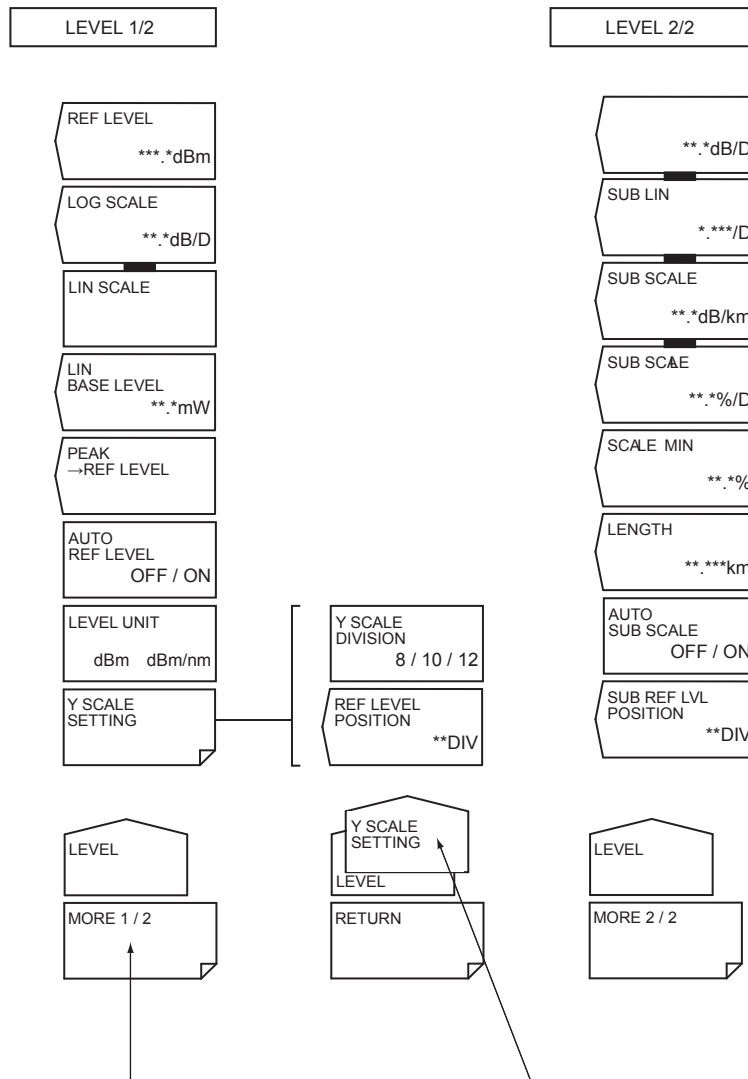 LEVEL 1/2
REF LEVEL
***.*dBm
LOG SCALE
**.*dB/D
LIN SCALE
LIN
BASE LEVEL
**.*mW
PEAK
→REF LEVEL
AUTO
REF LEVEL
OFF / ON
LEVEL UNIT
dBm dBm/nm
Y SCALE
SETTING
LEVEL
MORE 1 / 2
Y SCALE
DIVISION
8 / 10 / 12
REF LEVEL
POSITION
**DIV
Y SCALE
SETTING
LEVEL
RETURN
LEVEL 2/2
**.*dB/D
SUB LIN
*.***/D
SUB SCALE
**.*dB/km
SUB SCALE
**.*%/D
SCALE MIN
**.*%
LENGTH
**.***km
AUTO
SUB SCALE
OFF / ON
SUB REF LVL
POSITION
**DIV
LEVEL
MORE 2 / 2